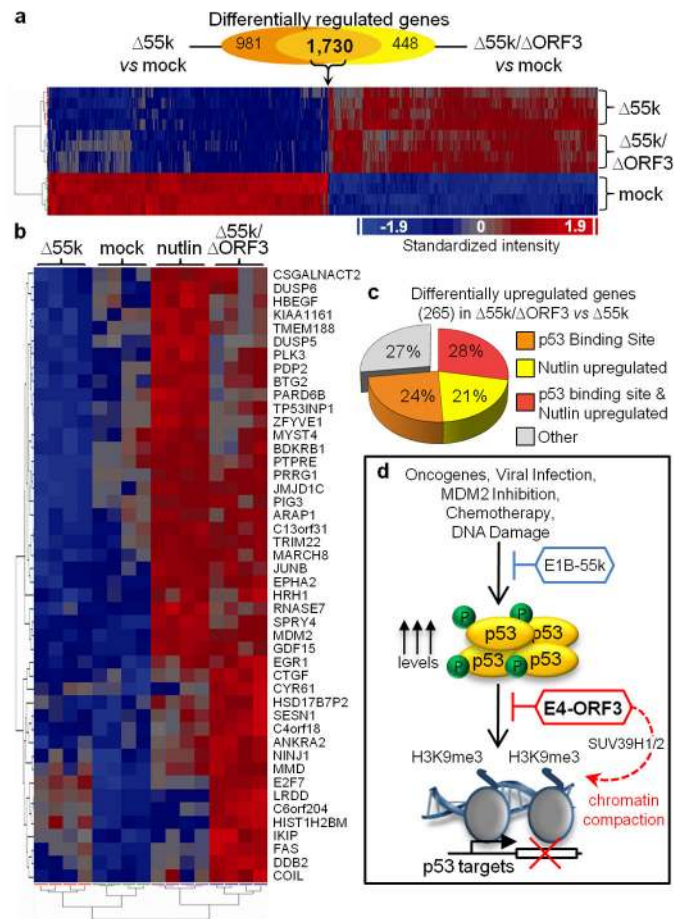 a
Differentially regulated genes
Δ55k
vs mock
981
1,730
448
Δ55k/ΔORF3
vs mock
Δ55k
Δ55k/
ΔORF3
mock
-1.9
0
1.9
Standardized intensity
b
Δ55k
mock
nutlin
Δ55k/
ΔORF3
CSGALNACT2
DUSP6
HBEGF
KIAA1161
TMEM188
DUSP5
PLK3
PDP2
BTG2
PARD6B
TP53INP1
ZFYVE1
MYST4
BDKRB1
PTPRE
PRRG1
JMJD1C
PIG3
ARAP1
C13orf31
TRIM22
MARCH8
JUNB
EPHA2
HRH1
RNASE7
SPRY4
MDM2
GDF15
EGR1
CTGF
CYR61
HSD17B7P2
SESN1
C4orf18
ANKRA2
NINJ1
MMD
E2F7
LRDD
C6orf204
HIST1H2BM
IKIP
FAS
DDB2
COIL
c
Differentially upregulated genes
(265) in Δ55k/ΔORF3 vs Δ55k
27%
28%
24%
21%
p53 Binding Site
Nutlin upregulated
p53 binding site &
Nutlin upregulated
Other
d
Oncogenes, Viral Infection,
MDM2 Inhibition,
Chemotherapy,
DNA Damage
E1B-55k
P
P
p53
p53
levels
P
p53
P
p53
E4-ORF3
SUV39H1/2
H3K9me3
H3K9me3
chromatin
compaction
p53 targets